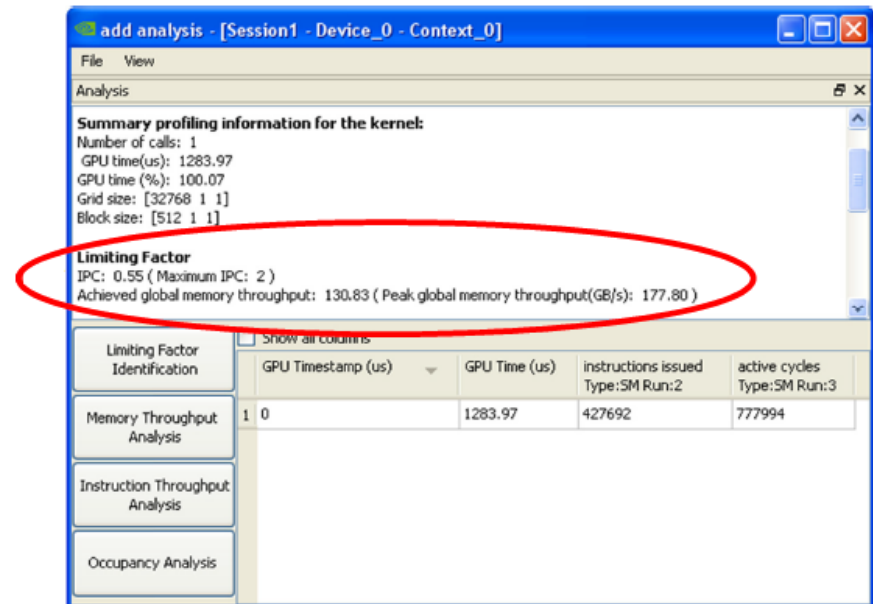 add analysis - [Session1 - Device_0 - Context_0]
File View
Analysis
Summary profiling information for the kernel:
Number of calls: 1
GPU time(us): 1283.97
GPU time (%): 100.07
Grid size: [32768 1 1]
Block size: [512 1 1]
Limiting Factor
IPC: 0.55 ( Maximum IPC: 2 )
Achieved global memory throughput: 130.83 ( Peak global memory throughput(GB/s): 177.80 )
Limiting Factor
Identification
Memory Throughput
Analysis
Instruction Throughput
Analysis
Occupancy Analysis
Show all columns
GPU Timestamp (us) GPU Time (us) instructions issued active cycles
Type:SM Run:2 Type:SM Run:3
1 0 1283.97 427692 777994